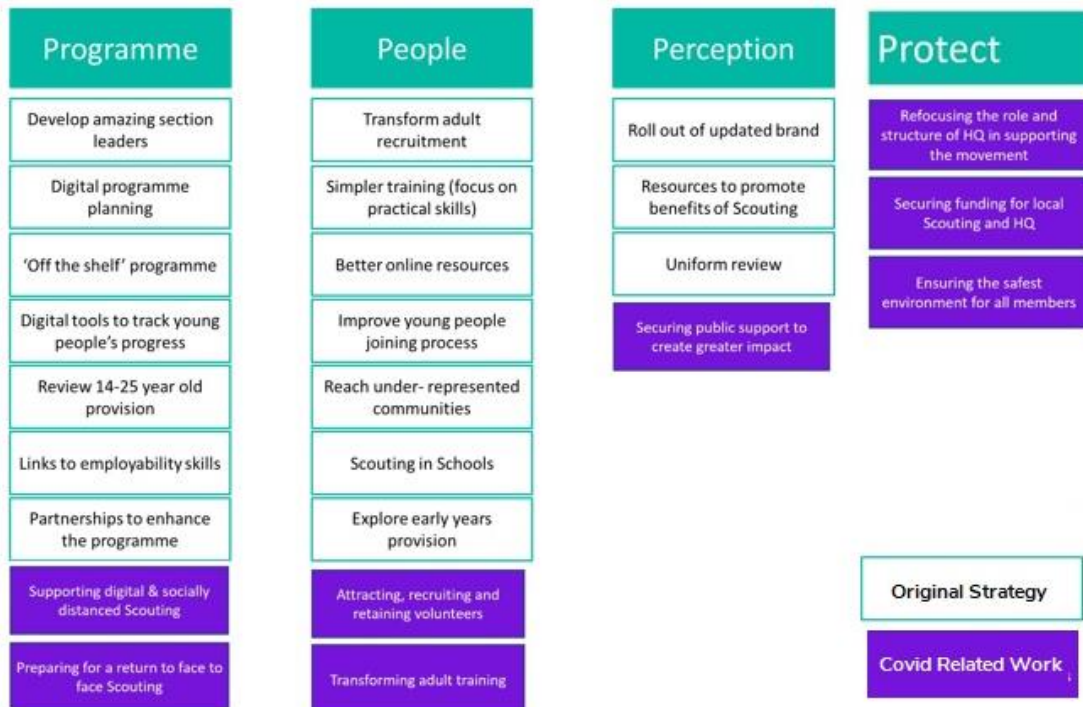 Programme
Develop amazing section
leaders
Digital programme
planning
‘Off the shelf’ programme
Digital tools to track young
people’s progress
Review 14-25 year old
provision
Links to employability skills
Partnerships to enhance
the programme
Supporting digital & socially
distanced Scouting
Preparing for a return to face to
face Scouting
People
Transform adult
recruitment
Simpler training (focus on
practical skills)
Better online resources
Improve young people
joining process
Reach under- represented
communities
Scouting in Schools
Explore early years
provision
Attracting, recruiting and
retaining volunteers
Transforming adult training
Perception
Roll out of updated brand
Resources to promote
benefits of Scouting
Uniform review
Securing public support to
create greater impact
Protect
Refocusing the role and
structure of HQ in supporting
the movement
Securing funding for local
Scouting and HQ
Ensuring the safest
environment for all members
Original Strategy
Covid Related Work